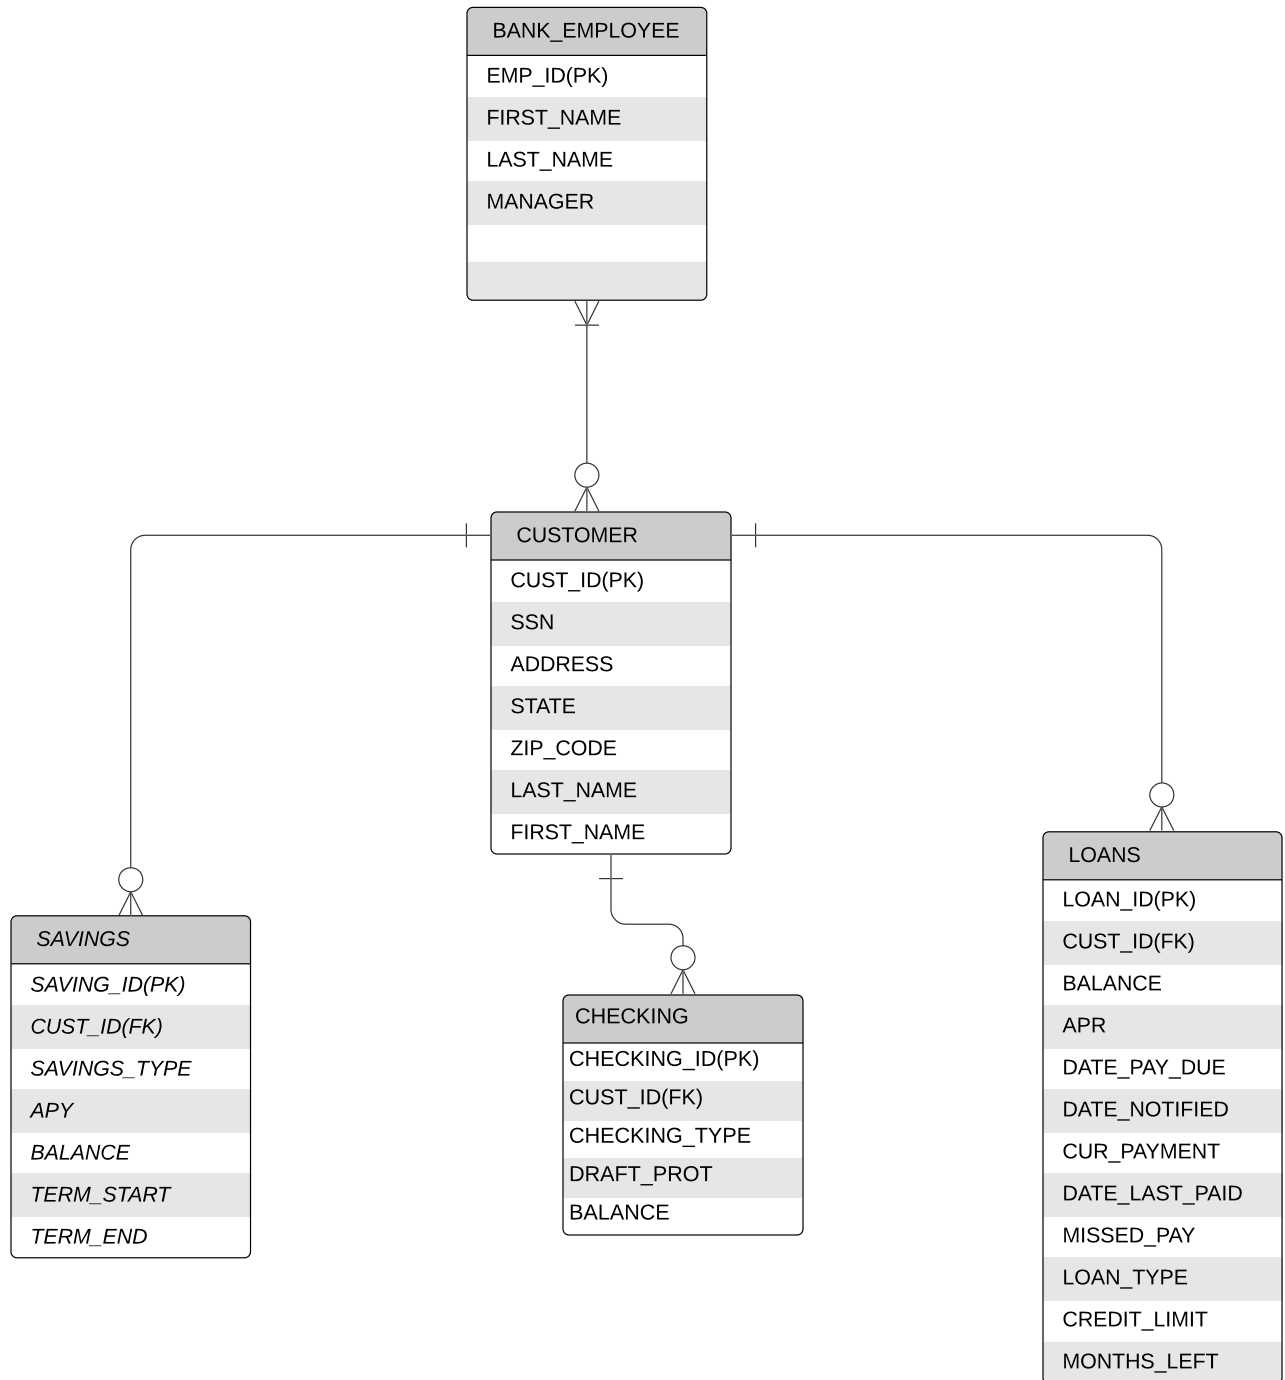 BANK_EMPLOYEE
EMP_ID(PK)
FIRST_NAME
LAST_NAME
MANAGER
CUSTOMER
CUST_ID(PK)
SSN
ADDRESS
STATE
ZIP_CODE
LAST_NAME
FIRST_NAME
SAVINGS
SAVING_ID(PK)
CUST_ID(FK)
SAVINGS_TYPE
APY
BALANCE
TERM_START
TERM_END
CHECKING
CHECKING_ID(PK)
CUST_ID(FK)
CHECKING_TYPE
DRAFT_PROT
BALANCE
LOANS
LOAN_ID(PK)
CUST_ID(FK)
BALANCE
APR
DATE_PAY_DUE
DATE_NOTIFIED
CUR_PAYMENT
DATE_LAST_PAID
MISSED_PAY
LOAN_TYPE
CREDIT_LIMIT
MONTHS_LEFT